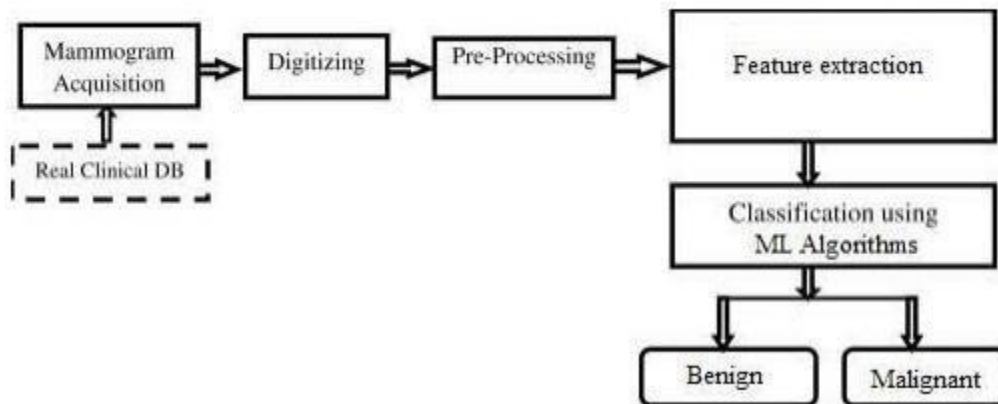 Mammogram
Acquisition
Digitizing
Pre-Processing
Feature extraction
Real Clinical DB
Classification using
ML Algorithms
Benign
Malignant